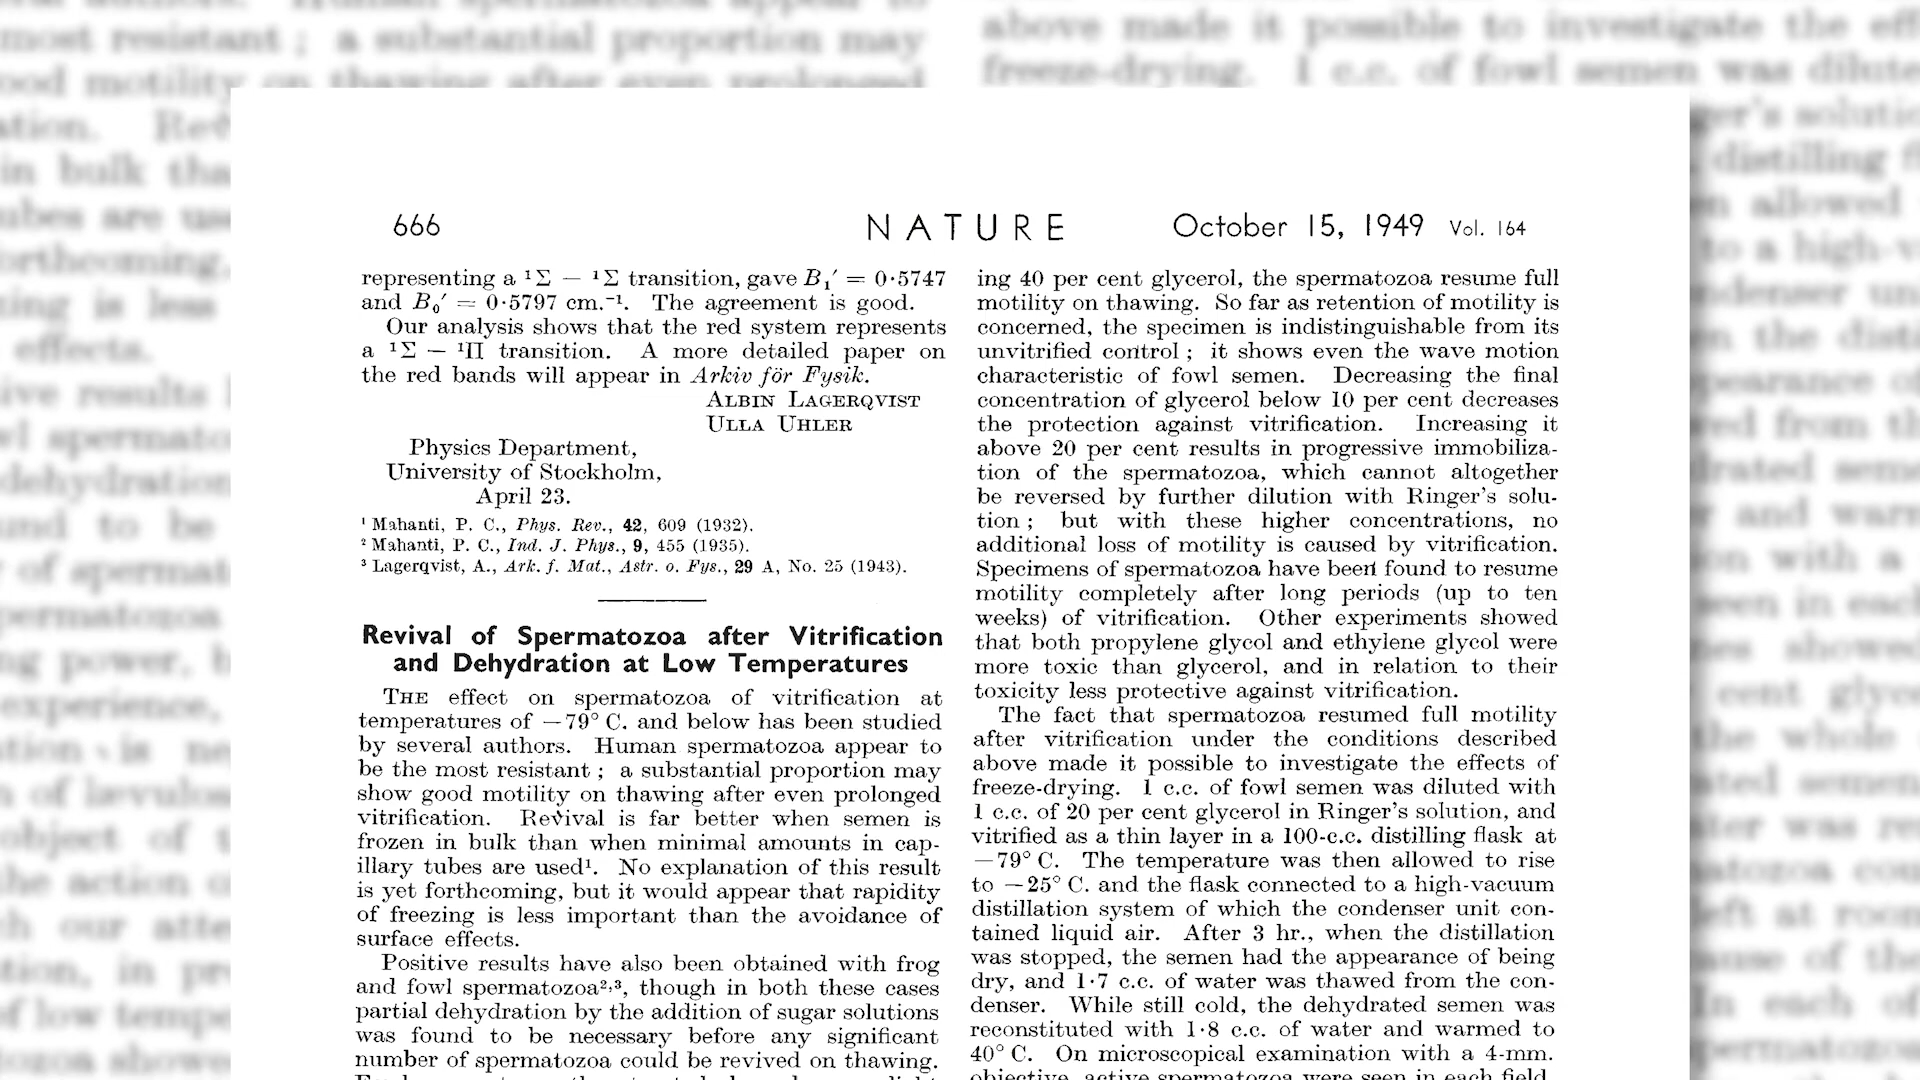 666
NATURE
October 15, 1949 Vol. 164
representing a ¹Σ — ¹Σ transition, gave B₁′ = 0·5747
and B₀′ = 0·5797 cm.⁻¹. The agreement is good.
Our analysis shows that the red system represents
a ¹Σ — ¹Π transition. A more detailed paper on
the red bands will appear in Arkiv för Fysik.
ALBIN LAGERQVIST
ULLA UHLER
Physics Department,
University of Stockholm,
April 23.
¹ Mahanti, P. C., Phys. Rev., 42, 609 (1932).
² Mahanti, P. C., Ind. J. Phys., 9, 455 (1935).
³ Lagerqvist, A., Ark. f. Mat., Astr. o. Fys., 29 A, No. 25 (1943).
Revival of Spermatozoa after Vitrification
and Dehydration at Low Temperatures
THE effect on spermatozoa of vitrification at
temperatures of —79° C. and below has been studied
by several authors. Human spermatozoa appear to
be the most resistant ; a substantial proportion may
show good motility on thawing after even prolonged
vitrification. Revival is far better when semen is
frozen in bulk than when minimal amounts in cap-
illary tubes are used¹. No explanation of this result
is yet forthcoming, but it would appear that rapidity
of freezing is less important than the avoidance of
surface effects.
Positive results have also been obtained with frog
and fowl spermatozoa²,³, though in both these cases
partial dehydration by the addition of sugar solutions
was found to be necessary before any significant
number of spermatozoa could be revived on thawing.
ing 40 per cent glycerol, the spermatozoa resume full
motility on thawing. So far as retention of motility is
concerned, the specimen is indistinguishable from its
unvitrified control ; it shows even the wave motion
characteristic of fowl semen. Decreasing the final
concentration of glycerol below 10 per cent decreases
the protection against vitrification. Increasing it
above 20 per cent results in progressive immobiliza-
tion of the spermatozoa, which cannot altogether
be reversed by further dilution with Ringer's solu-
tion ; but with these higher concentrations, no
additional loss of motility is caused by vitrification.
Specimens of spermatozoa have been found to resume
motility completely after long periods (up to ten
weeks) of vitrification. Other experiments showed
that both propylene glycol and ethylene glycol were
more toxic than glycerol, and in relation to their
toxicity less protective against vitrification.
The fact that spermatozoa resumed full motility
after vitrification under the conditions described
above made it possible to investigate the effects of
freeze-drying. 1 c.c. of fowl semen was diluted with
1 c.c. of 20 per cent glycerol in Ringer's solution, and
vitrified as a thin layer in a 100-c.c. distilling flask at
—79° C. The temperature was then allowed to rise
to —25° C. and the flask connected to a high-vacuum
distillation system of which the condenser unit con-
tained liquid air. After 3 hr., when the distillation
was stopped, the semen had the appearance of being
dry, and 1·7 c.c. of water was thawed from the con-
denser. While still cold, the dehydrated semen was
reconstituted with 1·8 c.c. of water and warmed to
40° C. On microscopical examination with a 4-mm.
objective, active spermatozoa were seen in each field.